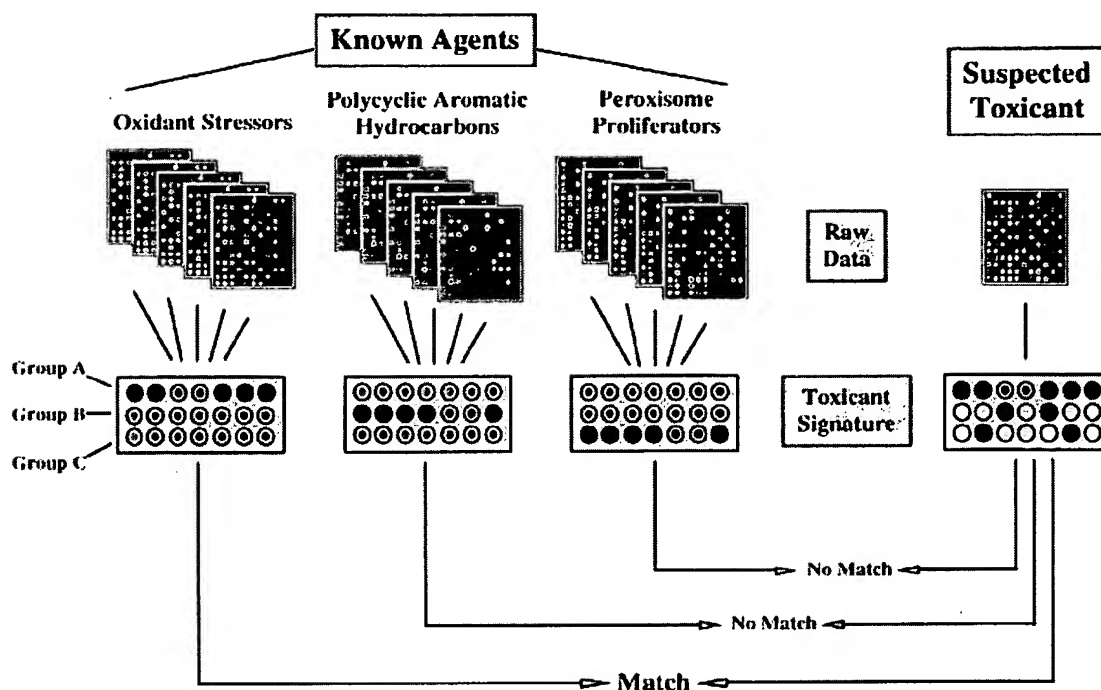 Known Agents
Suspected
Toxicant
Oxidant Stressors
Polycyclic Aromatic
Hydrocarbons
Peroxisome
Proliferators
Raw
Data
Group A
Group B
Group C
Toxicant
Signature
No Match
No Match
Match